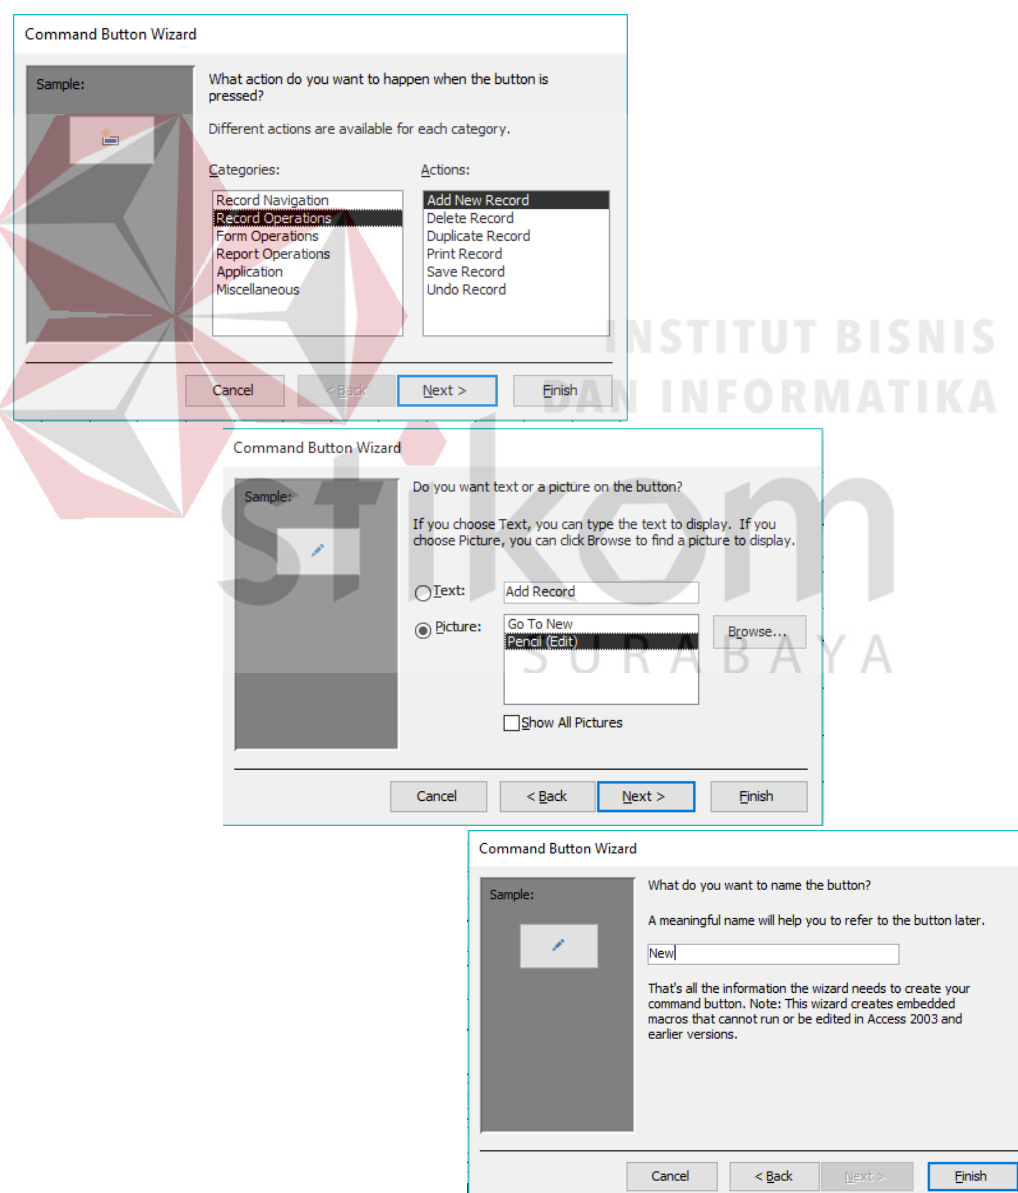 Command Button Wizard
Sample:
What action do you want to happen when the button is
pressed?
Different actions are available for each category.
Categories:
Actions:
Record Navigation
Record Operations
Form Operations
Report Operations
Application
Miscellaneous
Add New Record
Delete Record
Duplicate Record
Print Record
Save Record
Undo Record
Cancel
< Back
Next >
Finish
INSTITUT BISNIS
DAN INFORMATIKA
stikom
SURABAYA
Command Button Wizard
Sample:
Do you want text or a picture on the button?
If you choose Text, you can type the text to display. If you
choose Picture, you can click Browse to find a picture to display.
Text:
Add Record
Picture:
Go To New
Pencil (Edit)
Browse...
Show All Pictures
Cancel
< Back
Next >
Finish
Command Button Wizard
Sample:
What do you want to name the button?
A meaningful name will help you to refer to the button later.
New
That's all the information the wizard needs to create your
command button. Note: This wizard creates embedded
macros that cannot run or be edited in Access 2003 and
earlier versions.
Cancel
< Back
Next >
Finish